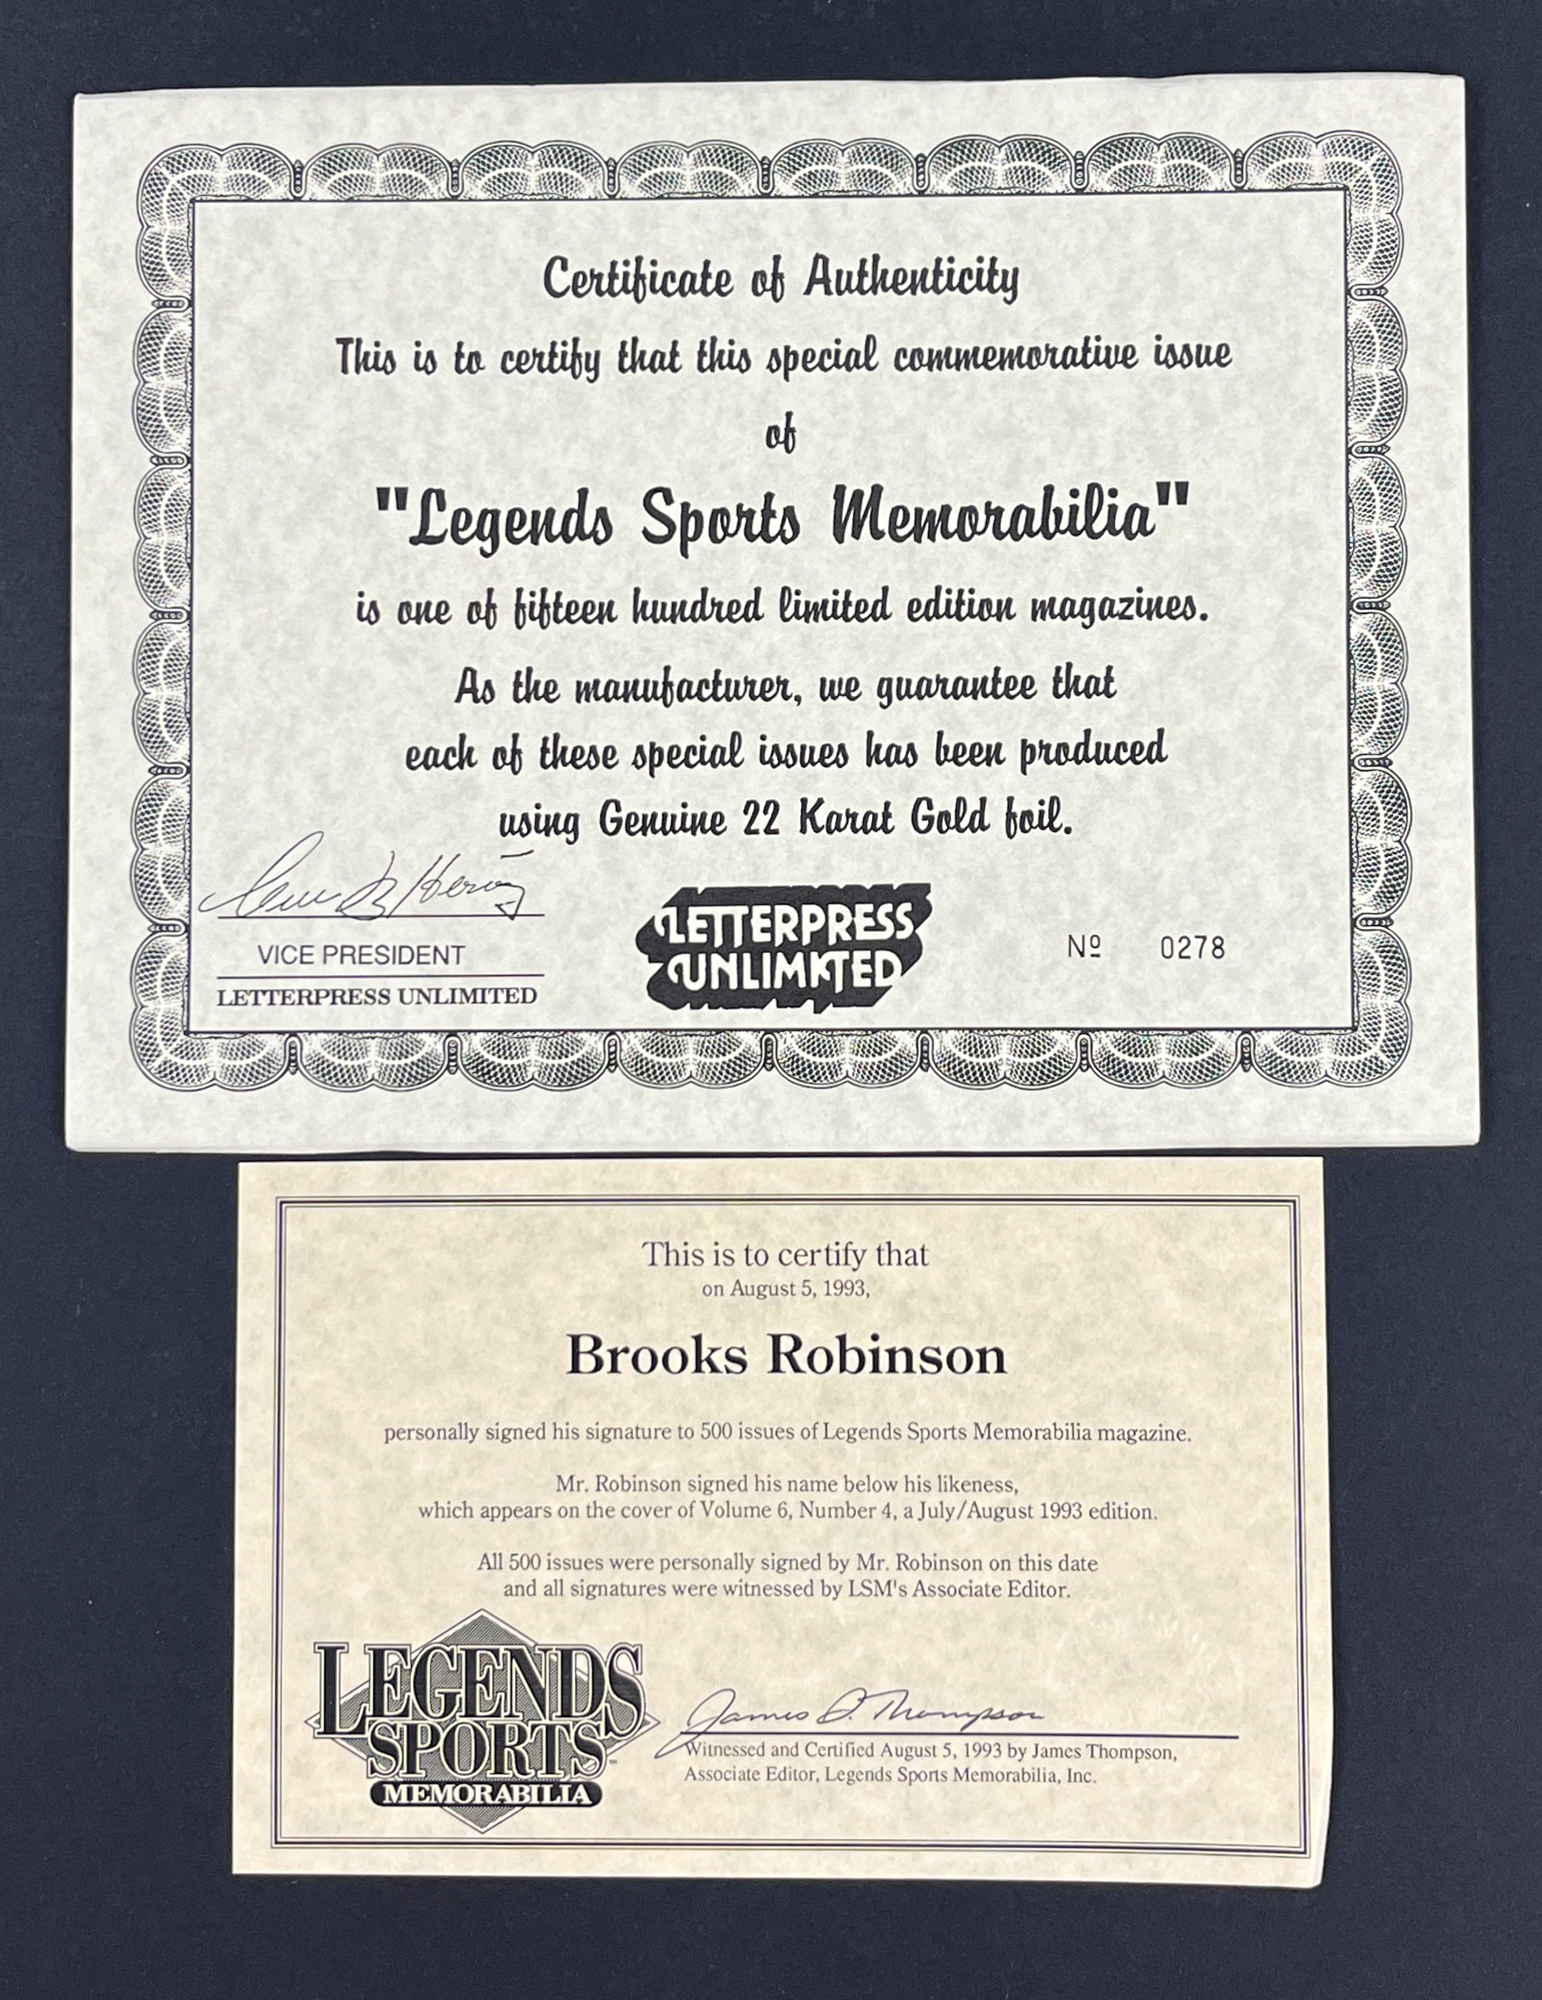 Certificate of Authenticity
This is to certify that this special commemorative issue
of
"Legends Sports Memorabilia"
is one of fifteen hundred limited edition magazines.
As the manufacturer, we guarantee that
each of these special issues has been produced
using Genuine 22 Karat Gold foil.
VICE PRESIDENT
LETTERPRESS UNLIMITED
LETTERPRESS
UNLIMITED
Nº 0278
This is to certify that
on August 5, 1993,
Brooks Robinson
personally signed his signature to 500 issues of Legends Sports Memorabilia magazine.
Mr. Robinson signed his name below his likeness,
which appears on the cover of Volume 6, Number 4, a July/August 1993 edition.
All 500 issues were personally signed by Mr. Robinson on this date
and all signatures were witnessed by LSM's Associate Editor.
LEGENDS
SPORTS
MEMORABILIA
James D. Thompson
Witnessed and Certified August 5, 1993 by James Thompson,
Associate Editor, Legends Sports Memorabilia, Inc.